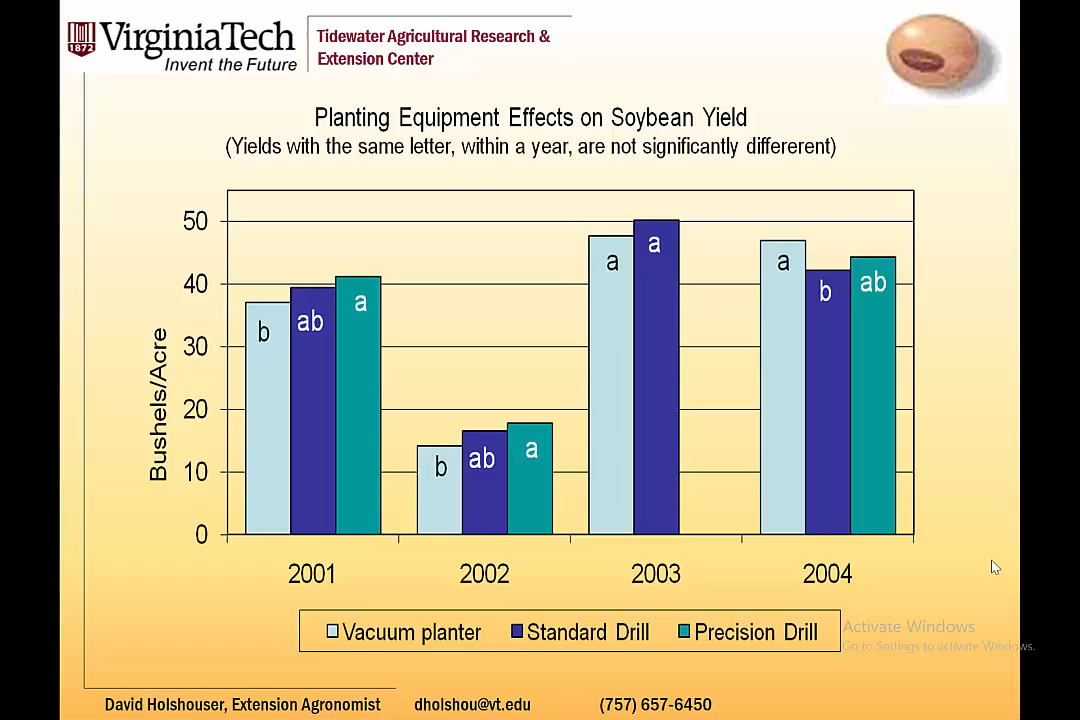 VirginiaTech
1872
Invent the Future
Tidewater Agricultural Research &
Extension Center
Planting Equipment Effects on Soybean Yield
(Yields with the same letter, within a year, are not significantly differerent)
Bushels/Acre
50
40
30
20
10
0
b ab a
b ab a
a a
a b ab
2001 2002 2003 2004
Vacuum planter Standard Drill Precision Drill
Activate Windows
Go to Settings to activate Windows.
David Holshouser, Extension Agronomist dholshou@vt.edu (757) 657-6450